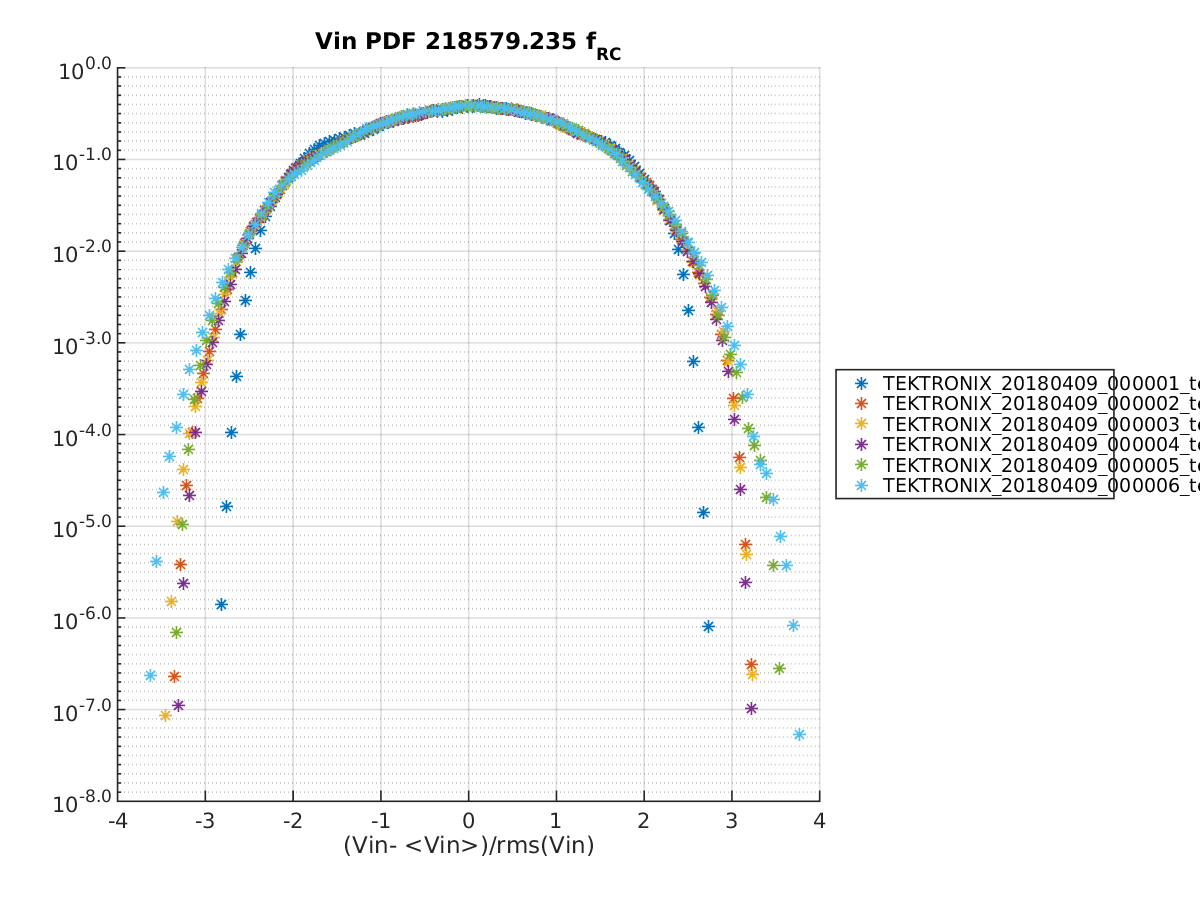 Vin PDF 218579.235 f_RC
10^0.0
10^-1.0
10^-2.0
10^-3.0
10^-4.0
10^-5.0
10^-6.0
10^-7.0
10^-8.0
-4 -3 -2 -1 0 1 2 3 4
(Vin- <Vin>)/rms(Vin)
TEKTRONIX_20180409_000001_te
TEKTRONIX_20180409_000002_te
TEKTRONIX_20180409_000003_te
TEKTRONIX_20180409_000004_te
TEKTRONIX_20180409_000005_te
TEKTRONIX_20180409_000006_te